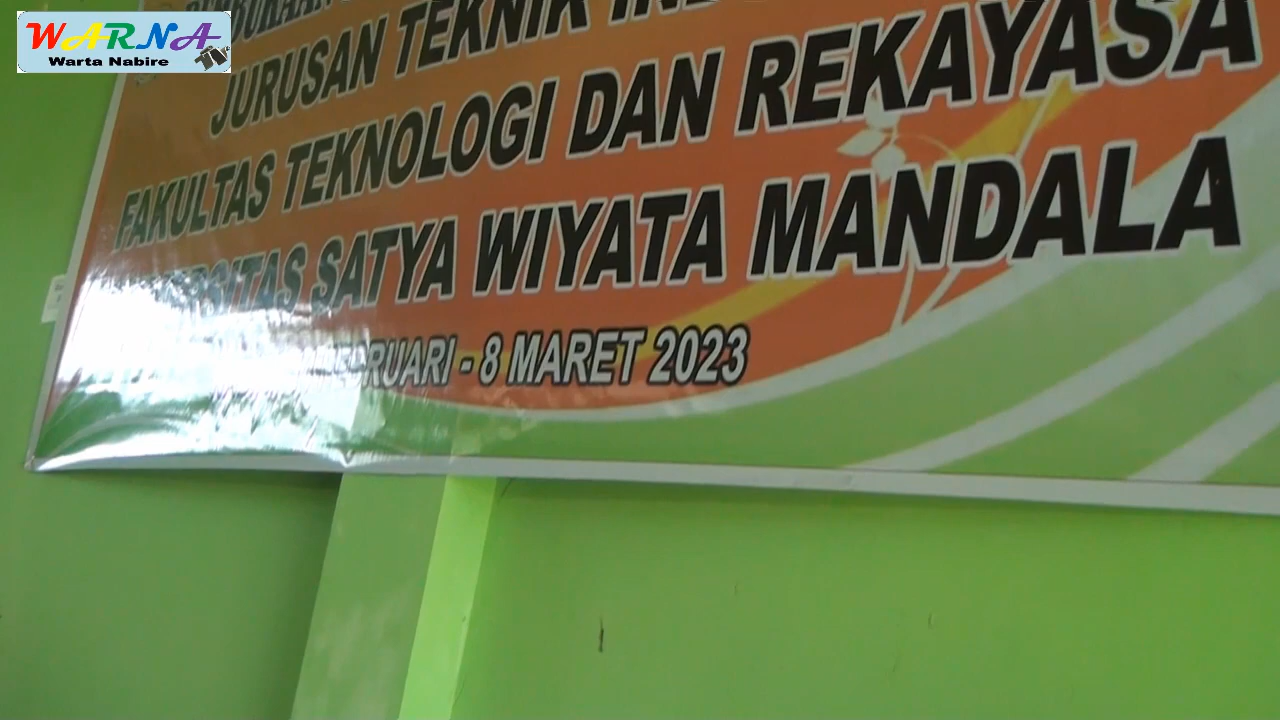 WARNA
Warta Nabire
JURUSAN TEKNIK
FAKULTAS TEKNOLOGI DAN REKAYASA
SATYA WIYATA MANDALA
- 8 MARET 2023